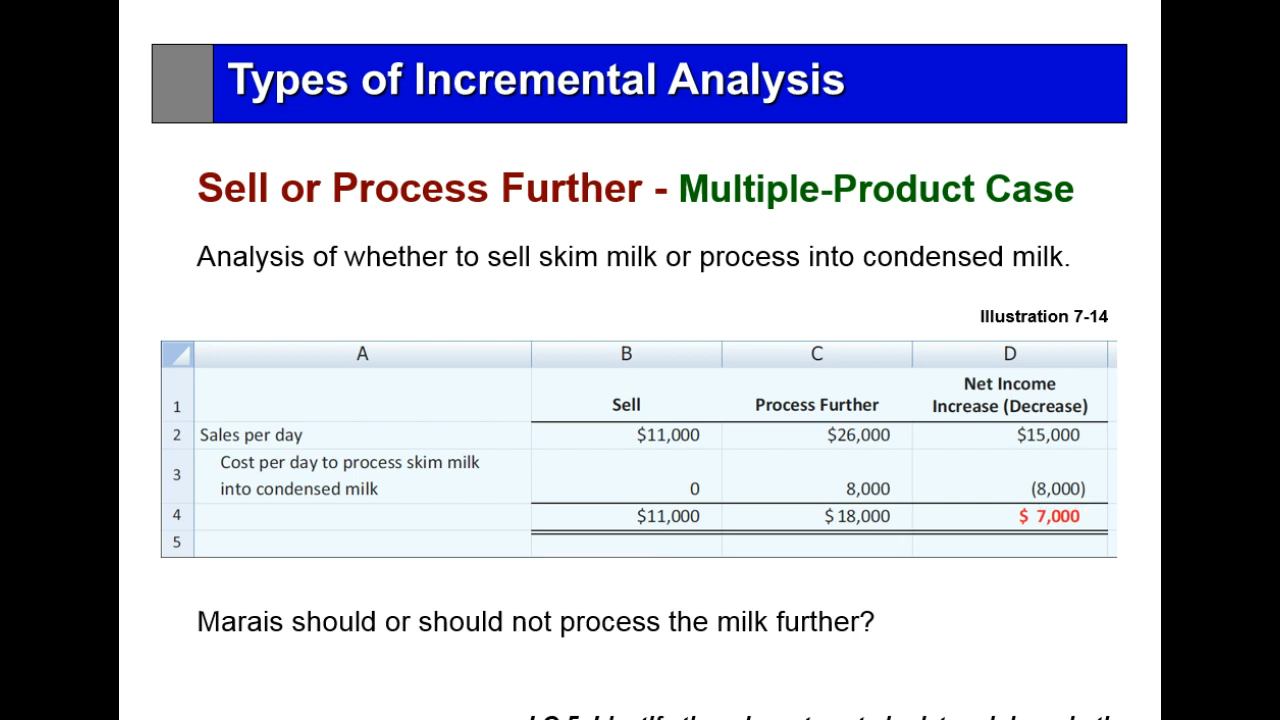 Types of Incremental Analysis
Sell or Process Further - Multiple-Product Case
Analysis of whether to sell skim milk or process into condensed milk.
Illustration 7-14
A B C D
Net Income
1 Sell Process Further Increase (Decrease)
2 Sales per day $11,000 $26,000 $15,000
Cost per day to process skim milk
3
into condensed milk 0 8,000 (8,000)
4 $11,000 $18,000 $ 7,000
5
Marais should or should not process the milk further?